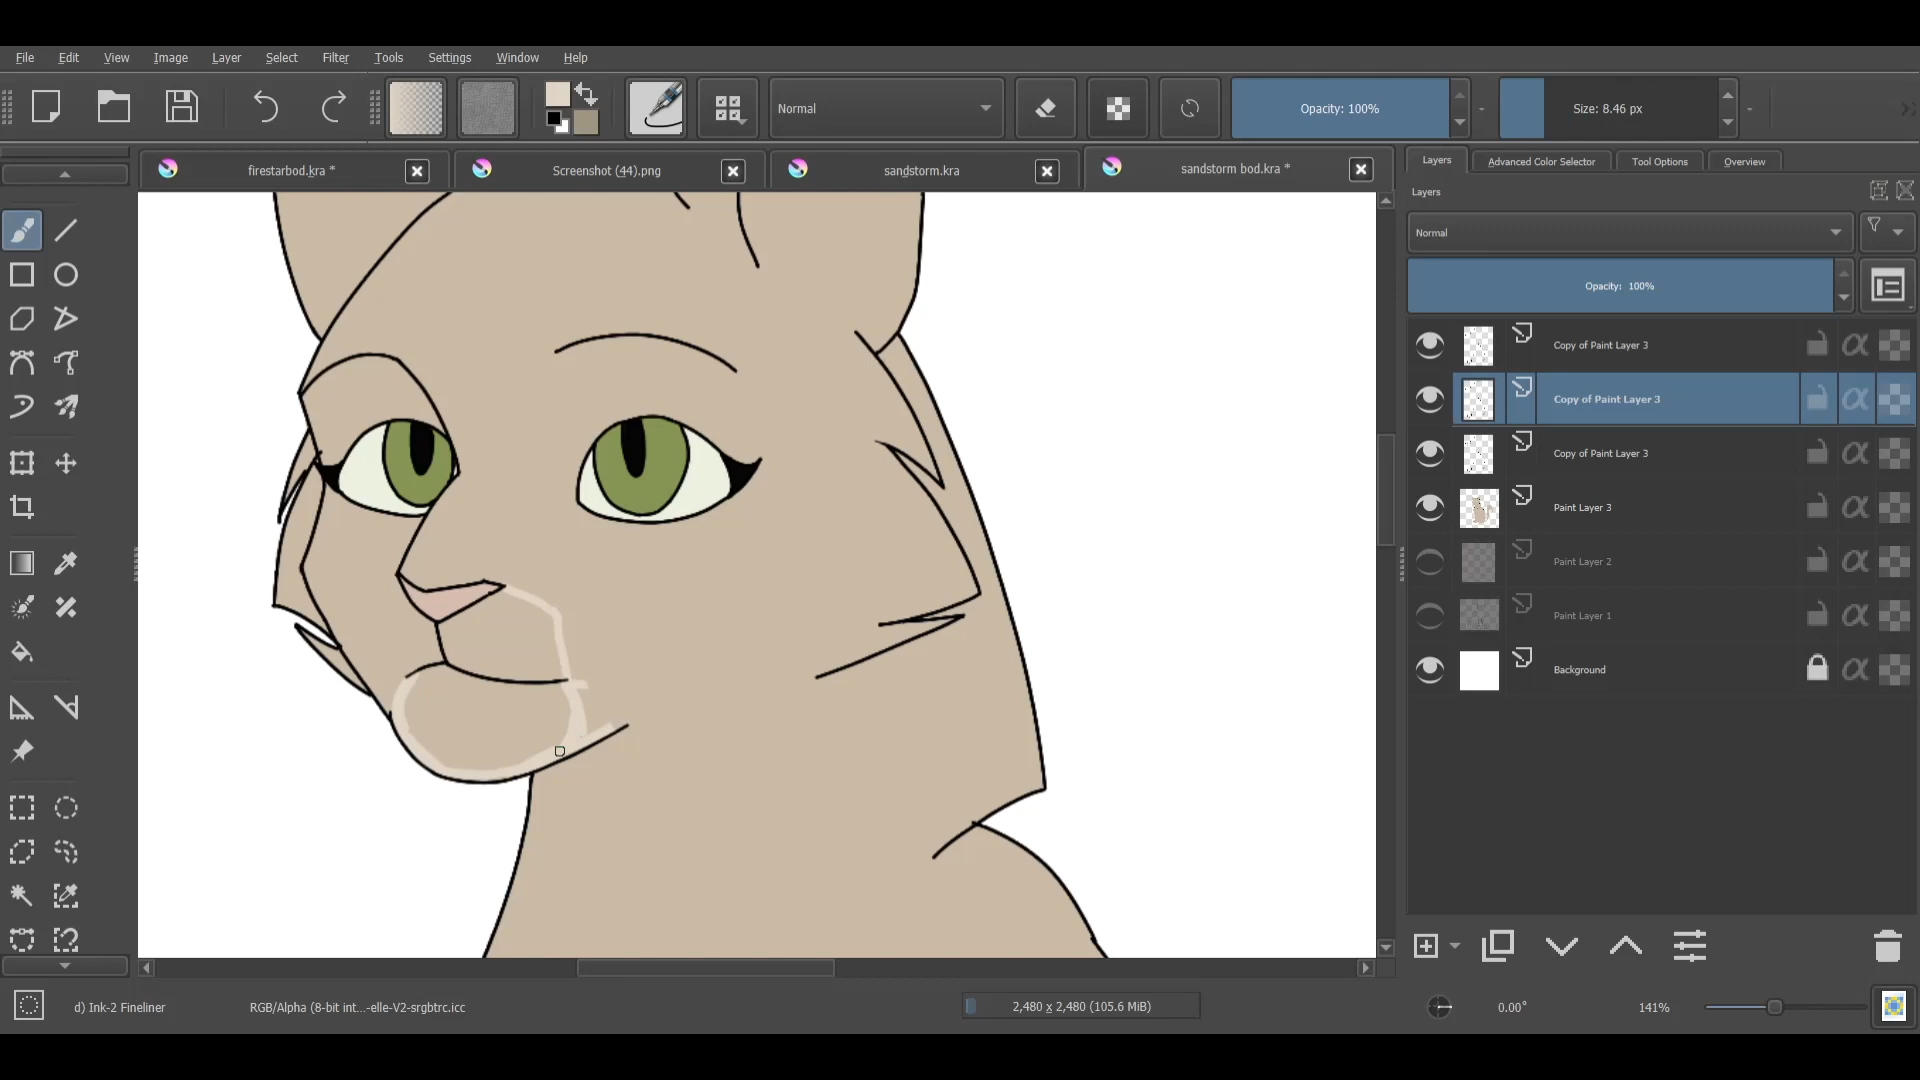 File Edit View Image Layer Select Filter Tools Settings Window Help
Normal
Opacity: 100%
Size: 8.46 px
firestarbod.kra *
Screenshot (44).png
sandstorm.kra
sandstorm bod.kra *
Layers
Advanced Color Selector
Tool Options
Overview
Layers
Normal
Opacity: 100%
Copy of Paint Layer 3
Copy of Paint Layer 3
Copy of Paint Layer 3
Paint Layer 3
Paint Layer 2
Paint Layer 1
Background
d) Ink-2 Fineliner
RGB/Alpha (8-bit int...-elle-V2-srgbtrc.icc
2,480 x 2,480 (105.6 MiB)
0.00°
141%